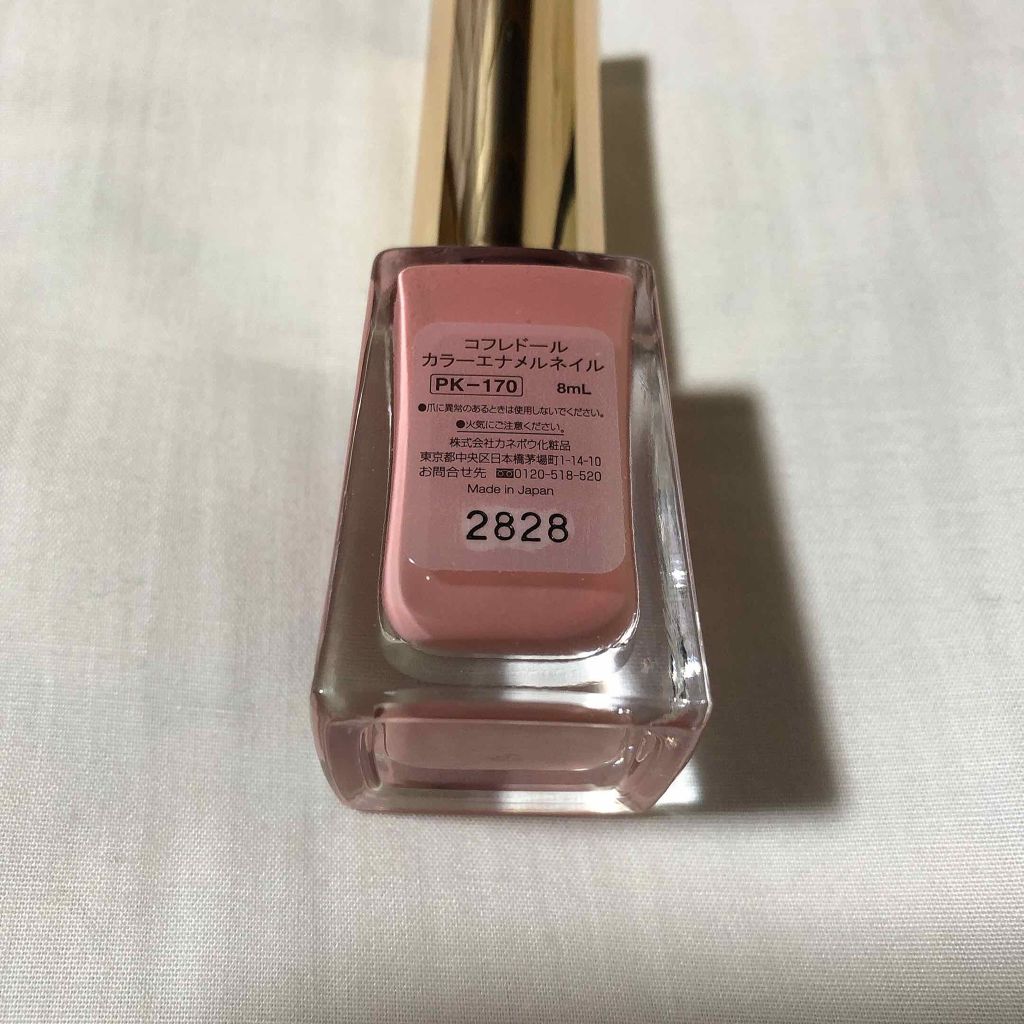 コフレドール
カラーエナメルネイル
PK-170 8mL
●爪に異常のあるときは使用しないでください。
●火気にご注意ください。
株式会社カネボウ化粧品
東京都中央区日本橋茅場町1-14-10
お問合せ先 0120-518-520
Made in Japan
2828